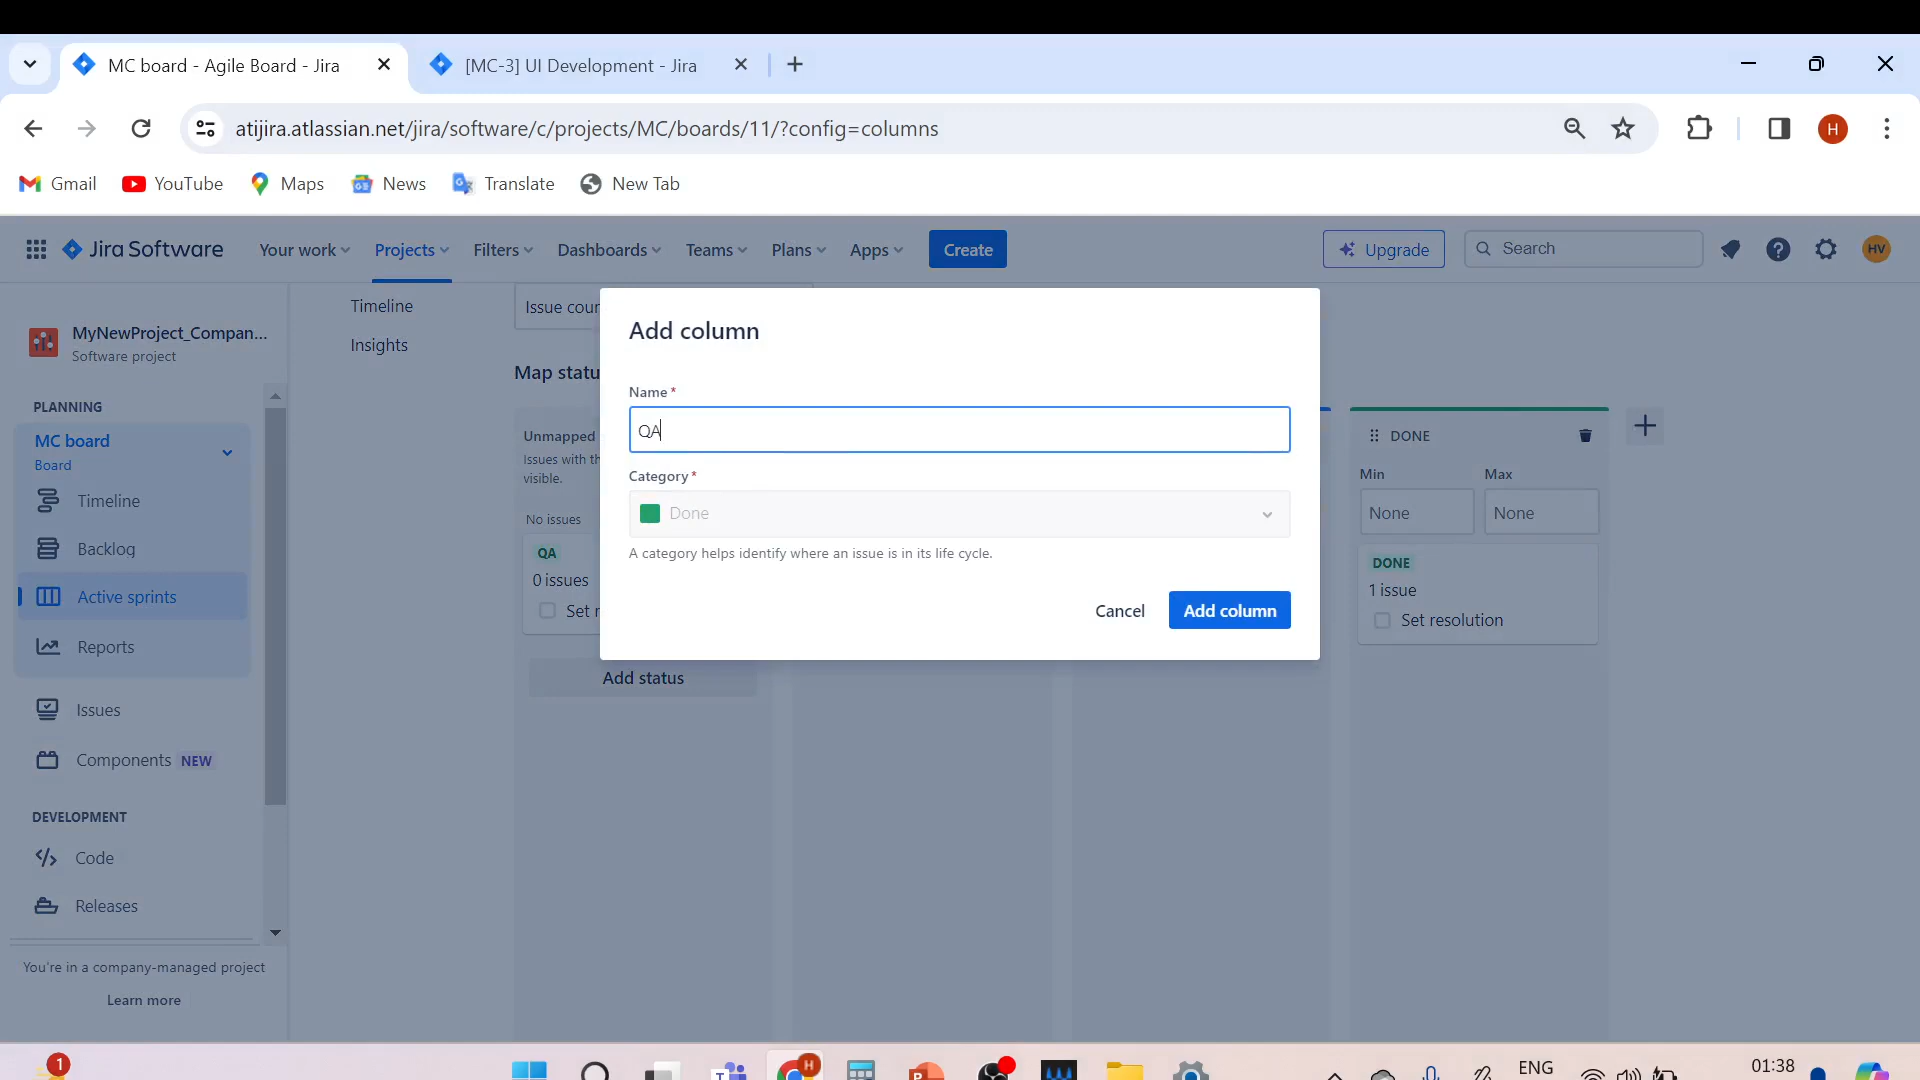 MC board - Agile Board - Jira
[MC-3] UI Development - Jira
atijira.atlassian.net/jira/software/c/projects/MC/boards/11/?config=columns
H
Gmail
YouTube
Maps
News
Translate
New Tab
Jira Software
Your work
Projects
Filters
Dashboards
Teams
Plans
Apps
Create
Upgrade
Search
HV
MyNewProject_Compan...
Software project
PLANNING
MC board
Board
Timeline
Backlog
Active sprints
Reports
Issues
Components NEW
DEVELOPMENT
Code
Releases
You're in a company-managed project
Learn more
Timeline
Insights
Issue coun
Map statu
Unmapped
Issues with th
visible.
No issues
QA
0 issues
Set r
Add status
Add column
Name *
QA
Category *
Done
A category helps identify where an issue is in its life cycle.
Cancel
Add column
DONE
Min
Max
None
None
DONE
1 issue
Set resolution
1
H
ENG
01:38